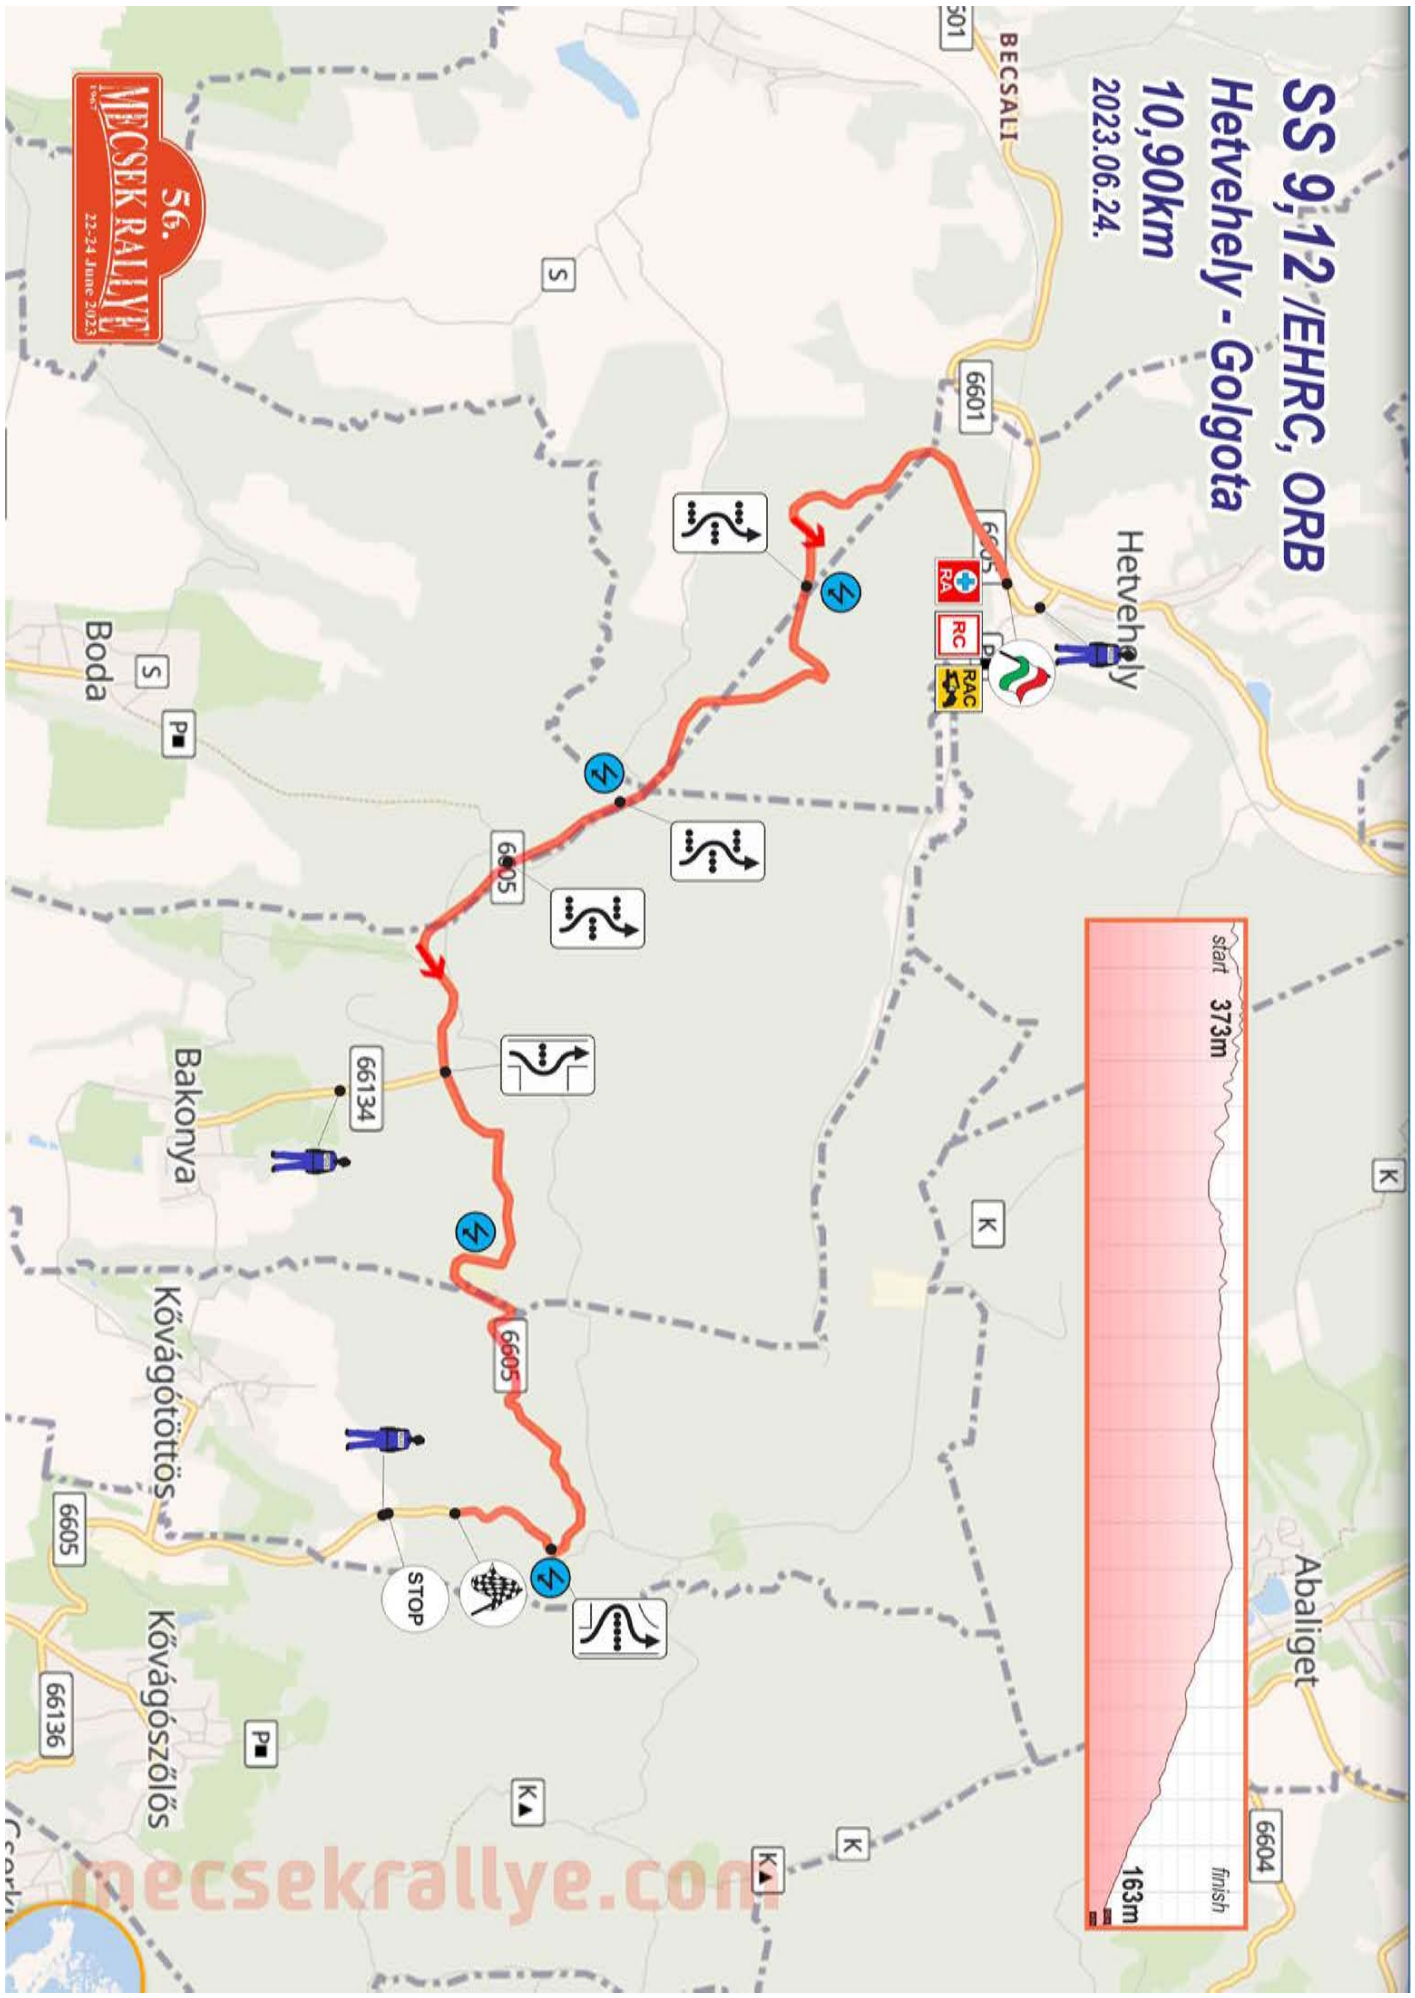 SS 9,12 /EHRC, ORB
Hetvehely - Golgota
10,90km
2023.06.24.
BECSALI
6601
Hetvehely
6605
RA
RC
RAC
S
start
373m
163m
finish
K
K
Abaliget
6604
6605
66134
Bakonya
Boda
S
P
6605
STOP
Kővágótöttös
6605
Kővágószőlős
66136
P
K
K
K
56.
MECSEK RALLYE
1967
22-24 June 2023
mecsekrallye.com